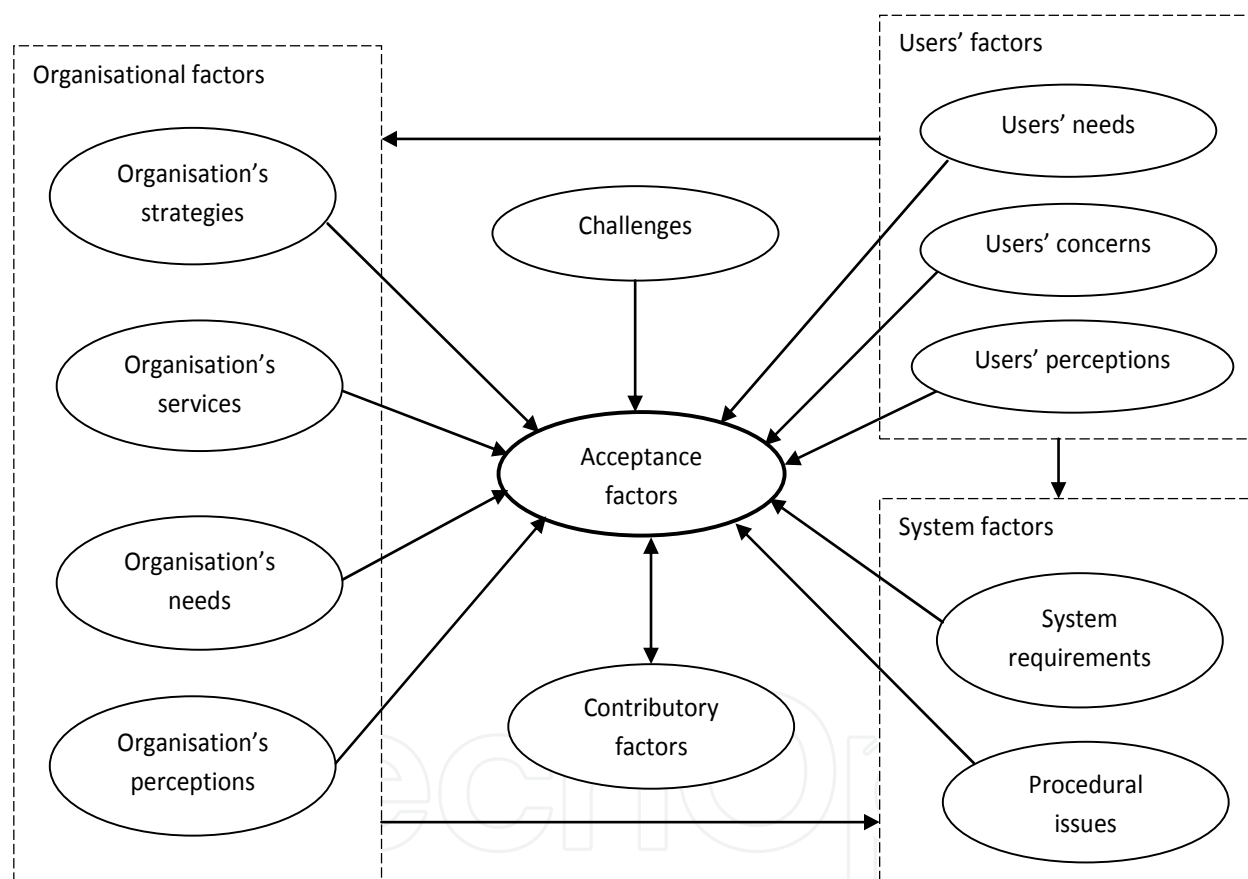 Organisational factors
Organisation’s
strategies
Organisation’s
services
Organisation’s
needs
Organisation’s
perceptions
Challenges
Acceptance
factors
Contributory
factors
Users’ factors
Users’ needs
Users’ concerns
Users’ perceptions
System factors
System
requirements
Procedural
issues